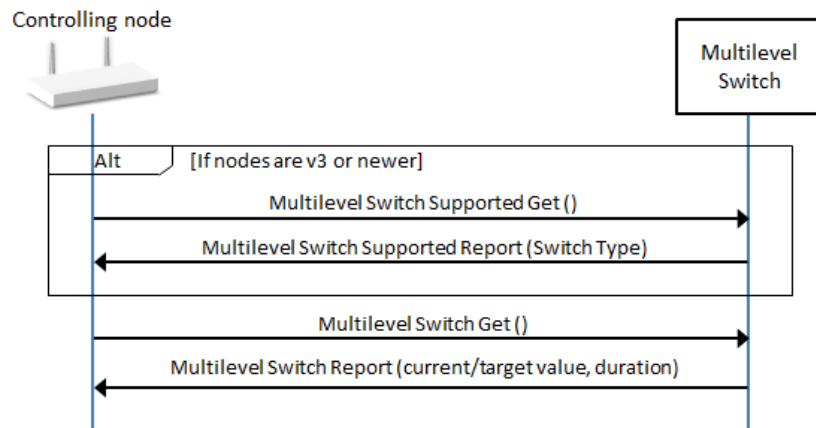 Controlling node
Multilevel
Switch
Alt
[If nodes are v3 or newer]
Multilevel Switch Supported Get ()
Multilevel Switch Supported Report (Switch Type)
Multilevel Switch Get ()
Multilevel Switch Report (current/target value, duration)